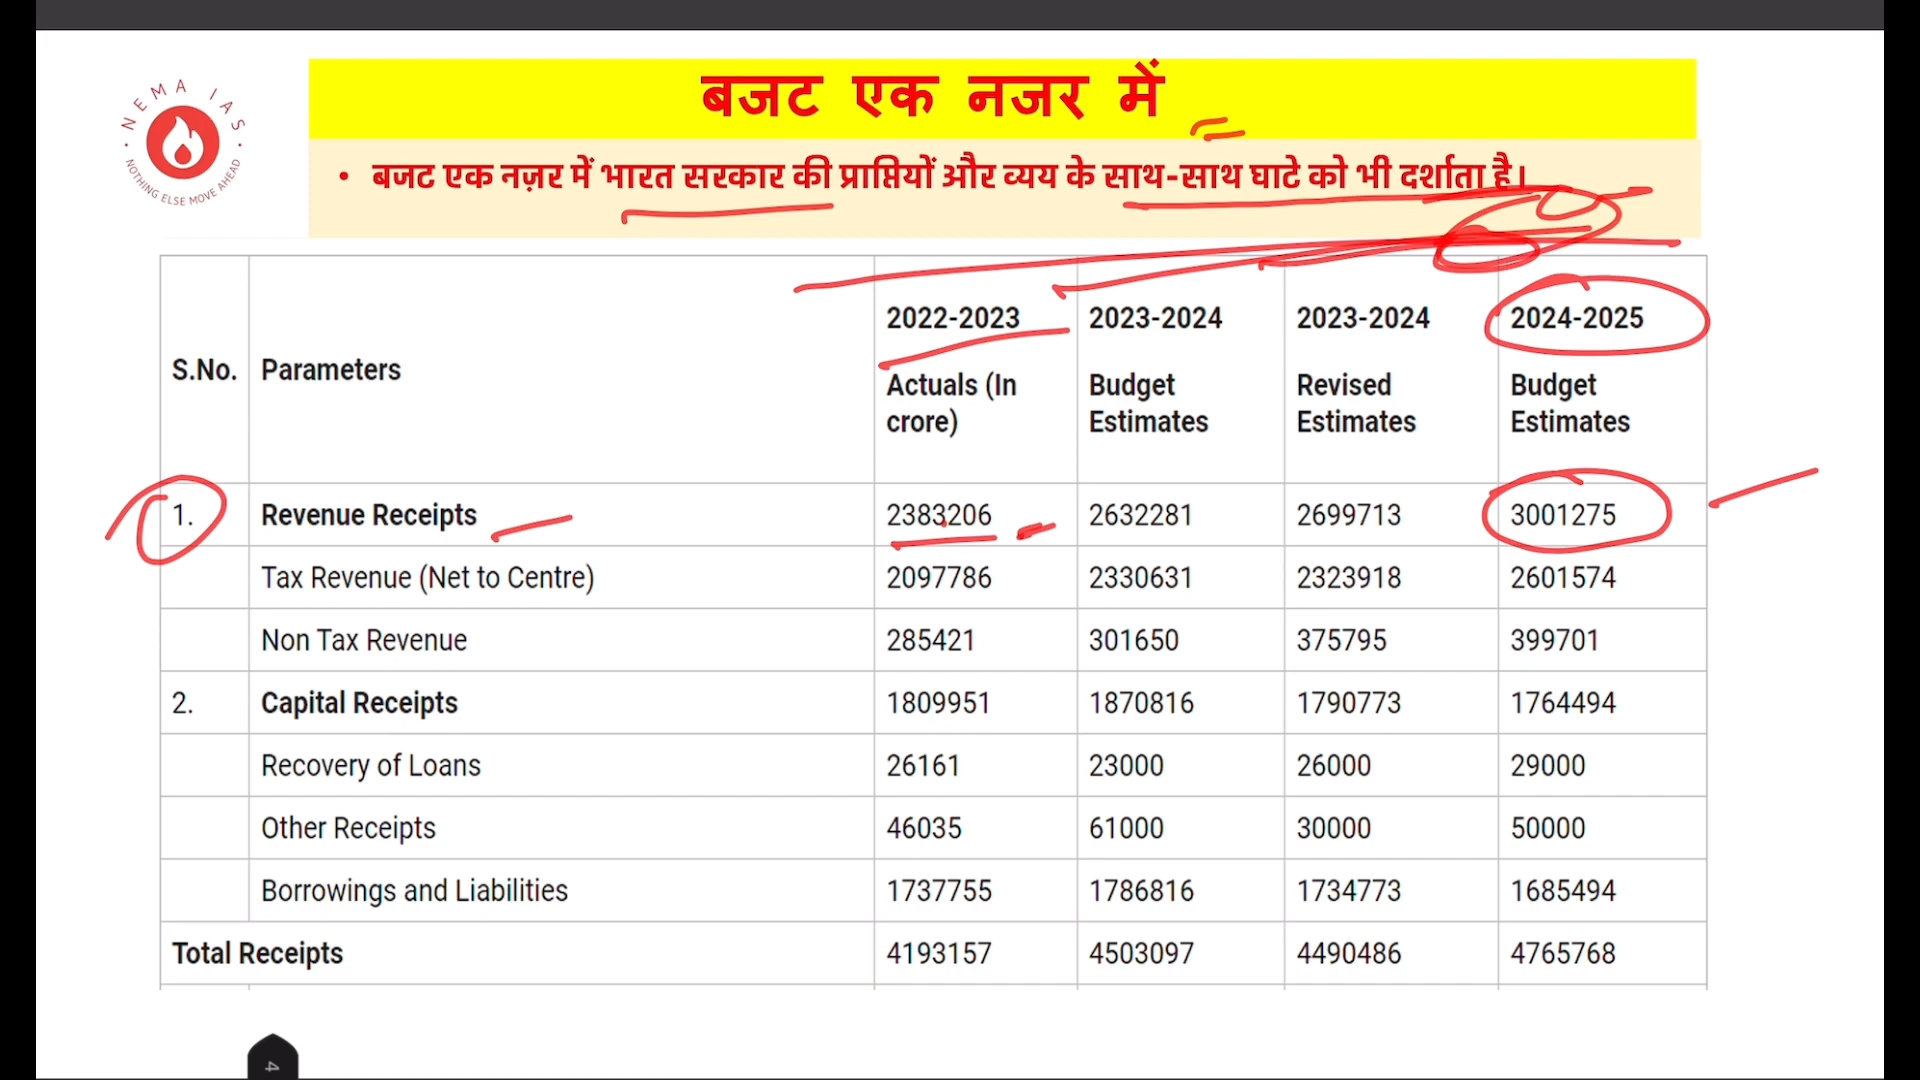 NEMA IAS
NOTHING ELSE MOVE AHEAD
बजट एक नजर में
• बजट एक नज़र में भारत सरकार की प्राप्तियों और व्यय के साथ-साथ घाटे को भी दर्शाता है।
S.No. Parameters 2022-2023 Actuals (In crore) 2023-2024 Budget Estimates 2023-2024 Revised Estimates 2024-2025 Budget Estimates
1. Revenue Receipts 2383206 2632281 2699713 3001275
Tax Revenue (Net to Centre) 2097786 2330631 2323918 2601574
Non Tax Revenue 285421 301650 375795 399701
2. Capital Receipts 1809951 1870816 1790773 1764494
Recovery of Loans 26161 23000 26000 29000
Other Receipts 46035 61000 30000 50000
Borrowings and Liabilities 1737755 1786816 1734773 1685494
Total Receipts 4193157 4503097 4490486 4765768
4